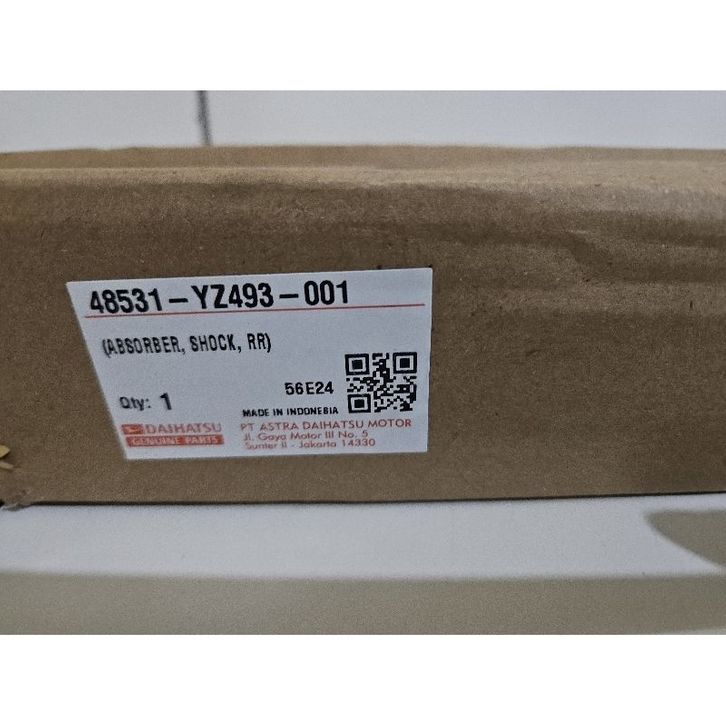 48531-YZ493-001
(ABSORBER, SHOCK, RR)
56E24
Qty: 1
MADE IN INDONESIA
DAIHATSU
GENUINE PARTS
PT ASTRA DAIHATSU MOTOR
Jl. Gaya Motor III No. 5
Sunter II - Jakarta 14330